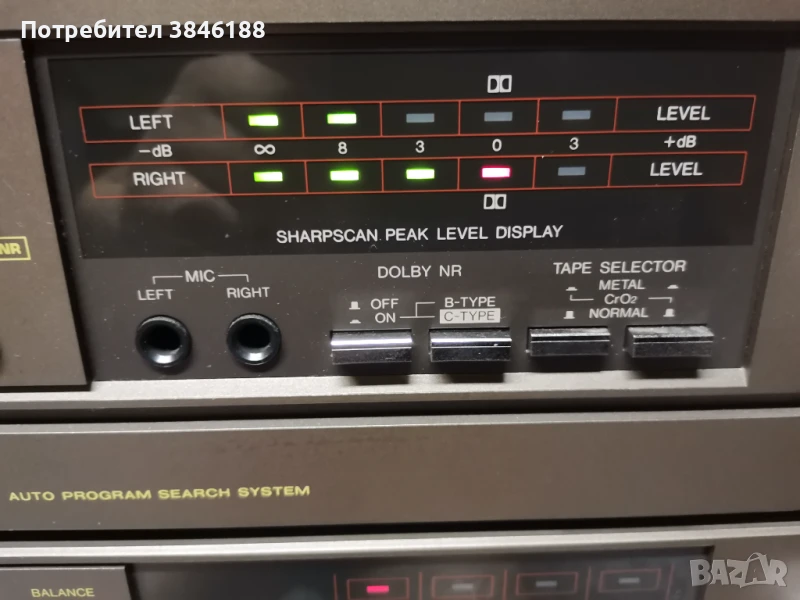 Потребител 3846188
LEFT LEVEL
-dB ∞ 8 3 0 3 +dB
RIGHT LEVEL
SHARPSCAN PEAK LEVEL DISPLAY
NR
MIC
LEFT RIGHT
DOLBY NR
OFF
ON
B-TYPE
C-TYPE
TAPE SELECTOR
METAL
CrO2
NORMAL
AUTO PROGRAM SEARCH SYSTEM
BALANCE
BAZAR